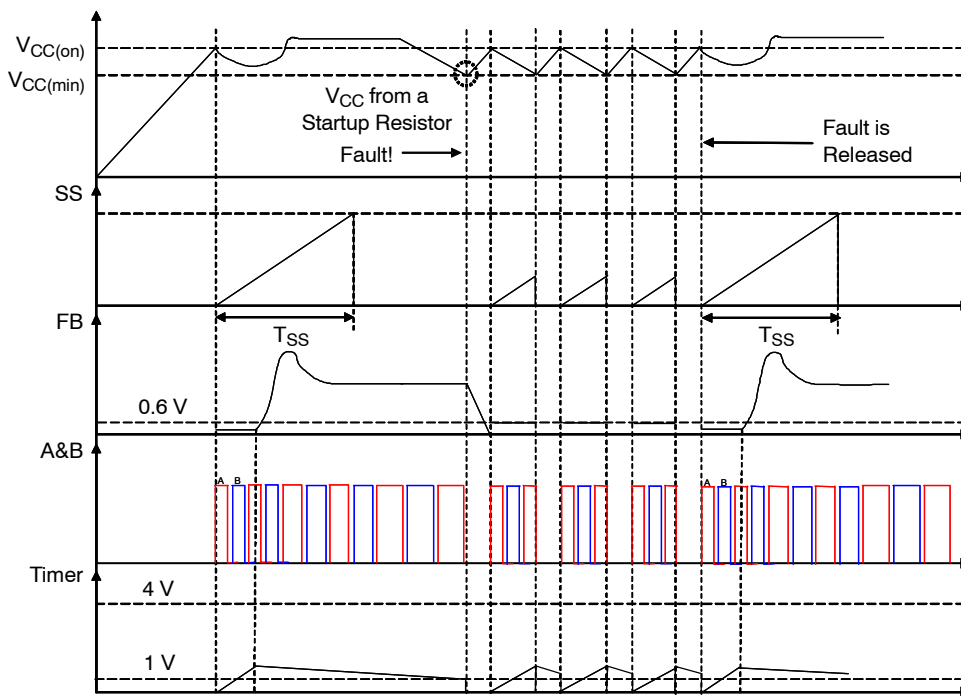 VCC(on)
VCC(min)
VCC from a
Startup Resistor
Fault!
Fault is
Released
SS
TSS
TSS
FB
0.6 V
A&B
A B
A B
Timer
4 V
1 V